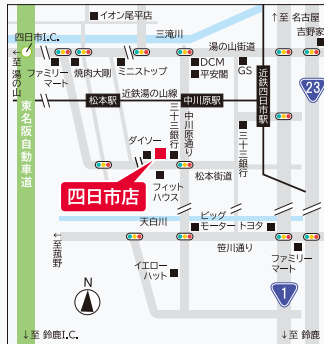 イオン尾平店
↑至 名古屋
四日市I.C.
三滝川
吉野家
湯の山街道
←至 湯の山
ファミリー
マート
焼肉大剛
ミニストップ
DCM
平安閣
GS
近鉄四日市駅
23
近鉄湯の山線
松本駅
中川原駅
東名阪自動車道
ダイソー
三十三銀行
中川原通り
三十三銀行
四日市店
フィット
ハウス
松本街道
天白川
ビッグ
モーター
トヨタ
←至 菰野
笹川通り
イエロー
ハット
ファミリー
マート
N
1
↓至 鈴鹿I.C.
↓至 鈴鹿